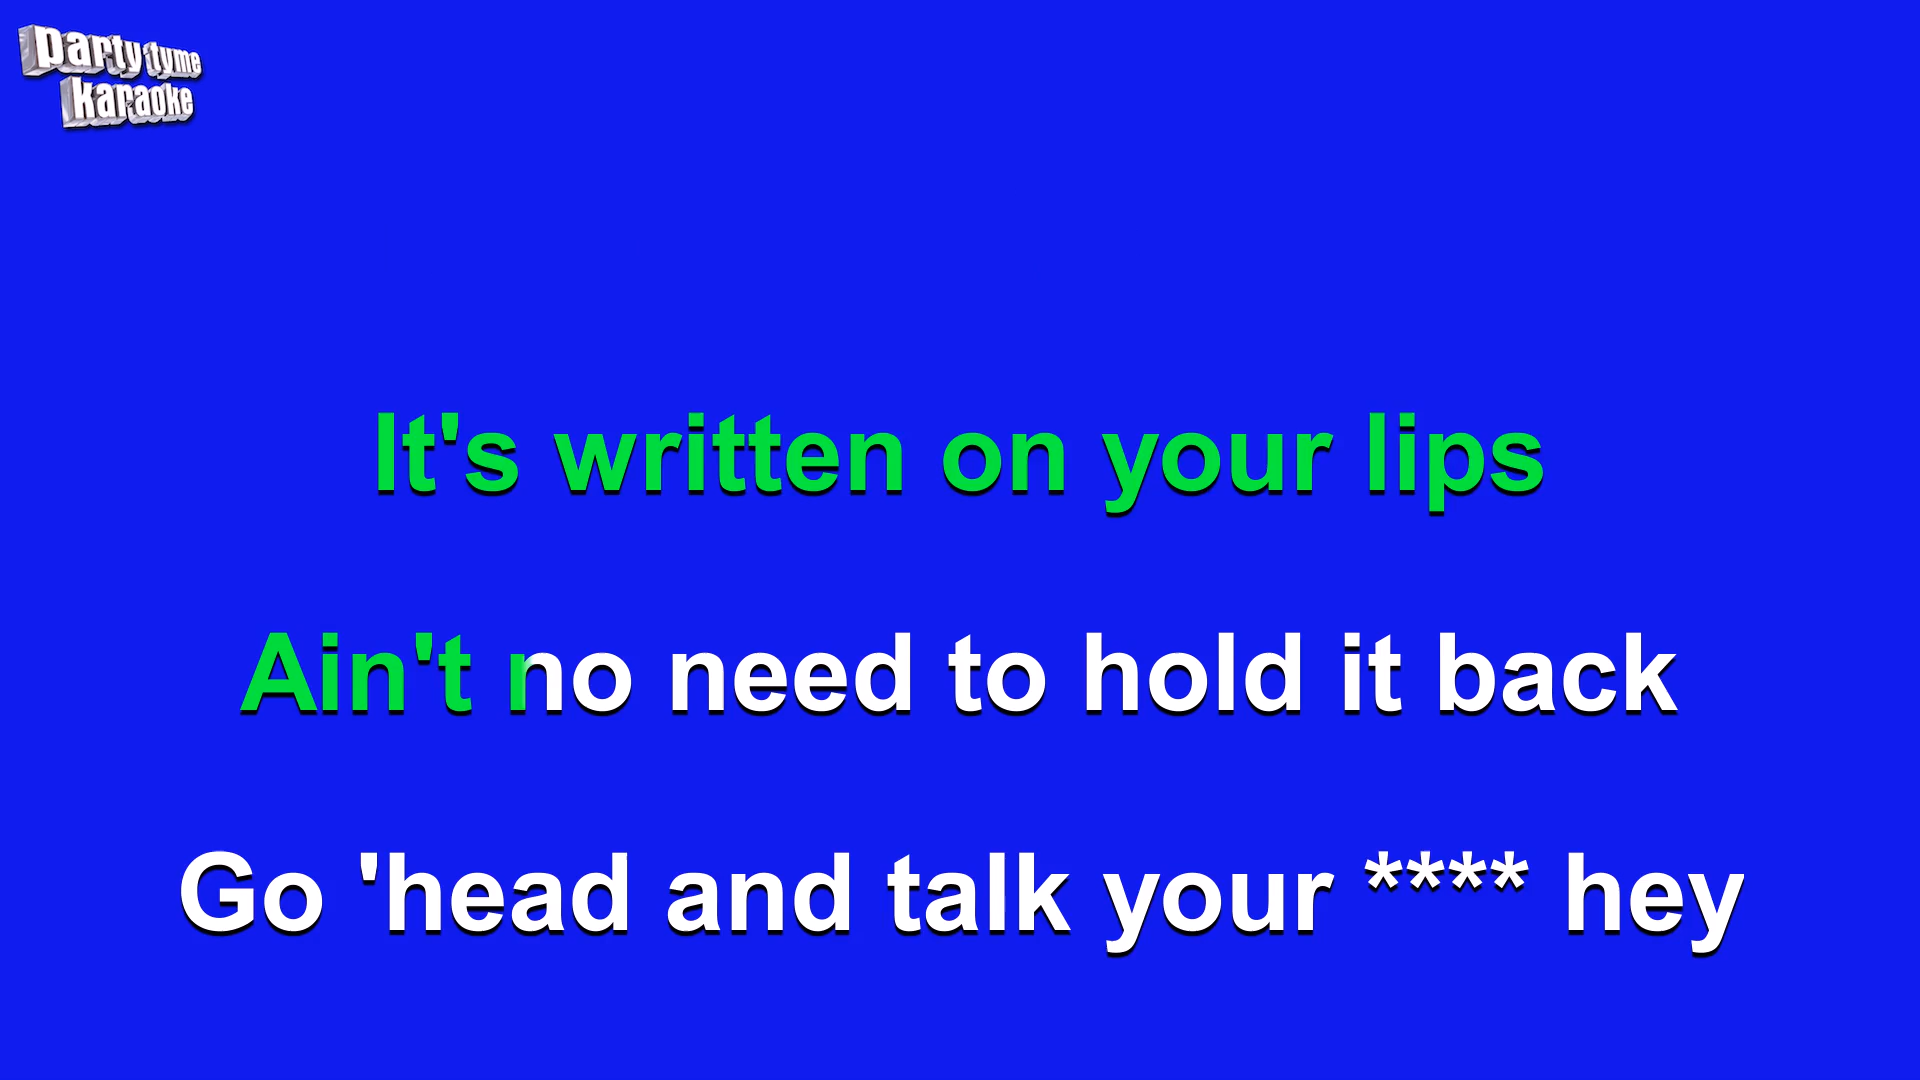 party tyme
karaoke
It's written on your lips
Ain't no need to hold it back
Go 'head and talk your **** hey